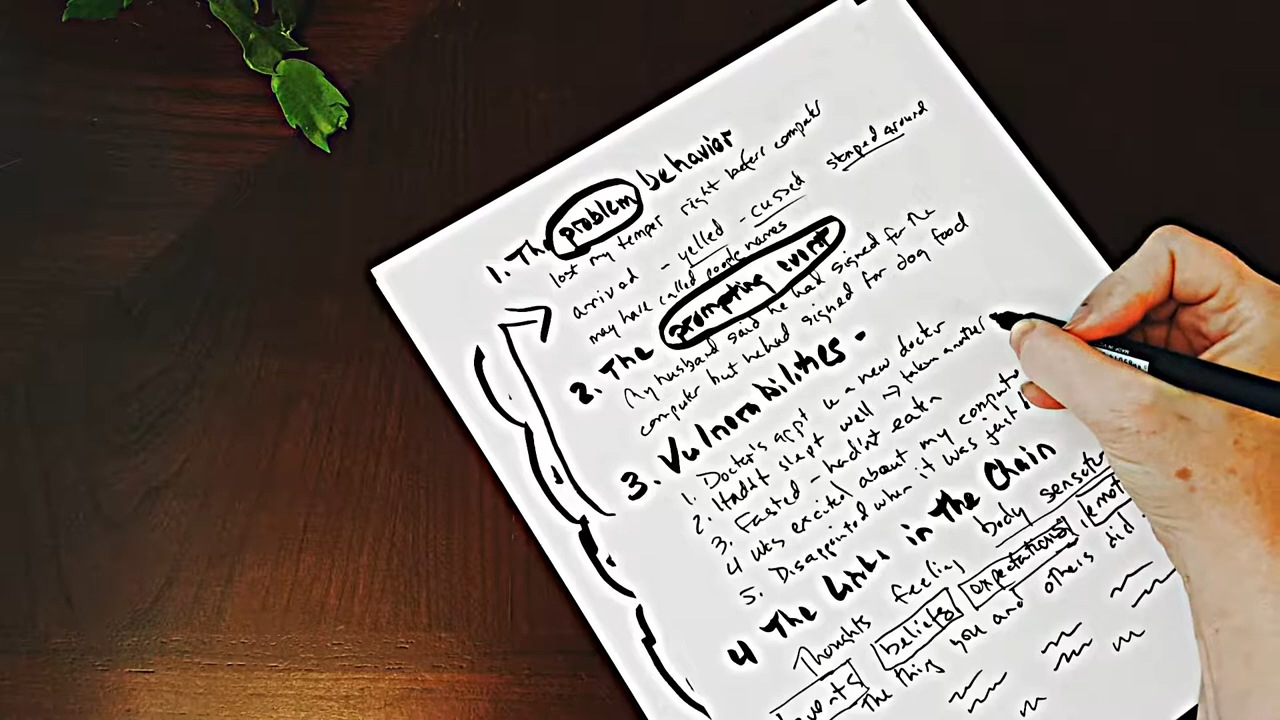 1. The problem behavior
lost my temper right before computer
arrived - yelled - cussed stomped around
may have called people names
2. The prompting event
My husband said he had signed for the
computer but he had signed for dog food
3. Vulnerabilities -
1. Doctor's appt w a new doctor
2. Hadn't slept well → taken another
3. Fasted - hadn't eaten
4 was excited about my computer
5. Disappointed when it was just
4 The Links in The Chain
Thoughts feeling body
events beliefs expectations
The thing you and others did